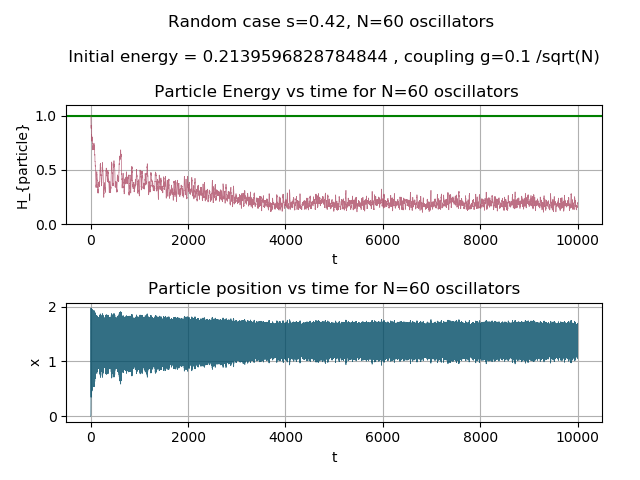 Random case s=0.42, N=60 oscillators
Initial energy = 0.2139596828784844 , coupling g=0.1 /sqrt(N)
Particle Energy vs time for N=60 oscillators
H_{particle}
1.0
0.5
0.0
0 2000 4000 6000 8000 10000
t
Particle position vs time for N=60 oscillators
x
2
1
0
0 2000 4000 6000 8000 10000
t